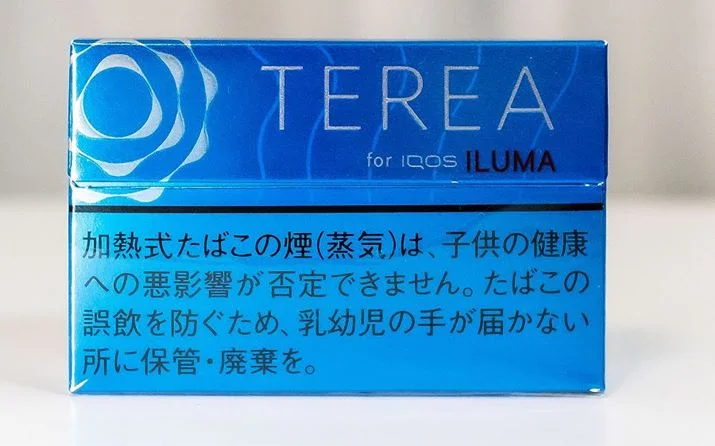 TEREA
for IQOS ILUMA
加熱式たばこの煙(蒸気)は、子供の健康
への悪影響が否定できません。たばこの
誤飲を防ぐため、乳幼児の手が届かない
所に保管・廃棄を。